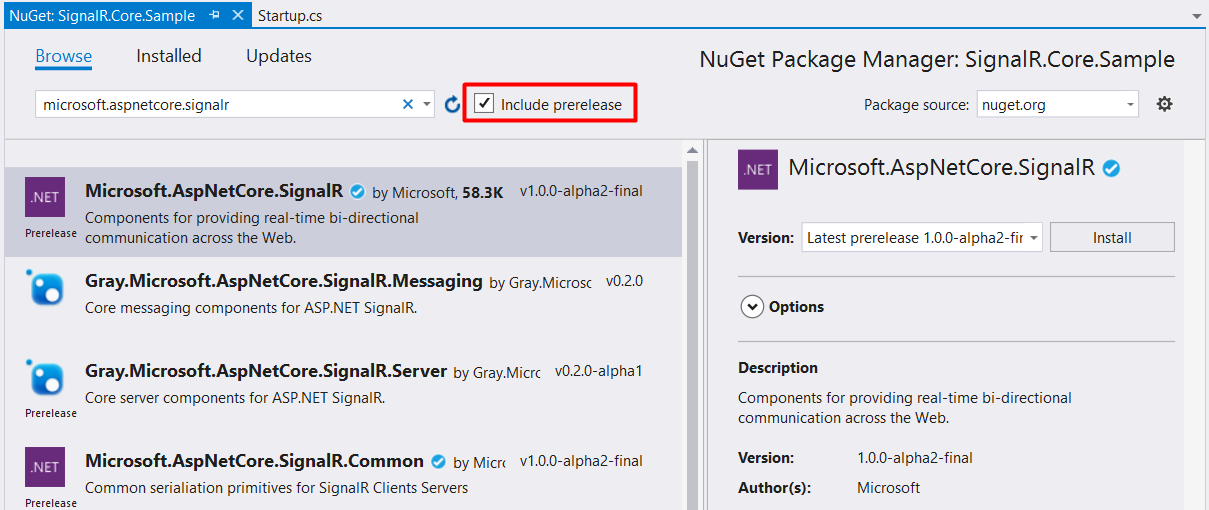 NuGet: SignalR.Core.Sample
Startup.cs
Browse
Installed
Updates
NuGet Package Manager: SignalR.Core.Sample
microsoft.aspnetcore.signalr
Include prerelease
Package source: nuget.org
.NET
Prerelease
Microsoft.AspNetCore.SignalR by Microsoft, 58.3K v1.0.0-alpha2-final
Components for providing real-time bi-directional
communication across the Web.
Gray.Microsoft.AspNetCore.SignalR.Messaging by Gray.Microsc v0.2.0
Core messaging components for ASP.NET SignalR.
Gray.Microsoft.AspNetCore.SignalR.Server by Gray.Micrc v0.2.0-alpha1
Core server components for ASP.NET SignalR.
Prerelease
.NET
Microsoft.AspNetCore.SignalR.Common by Micrc v1.0.0-alpha2-final
Common serialiation primitives for SignalR Clients Servers
Prerelease
.NET
Microsoft.AspNetCore.SignalR
Version: Latest prerelease 1.0.0-alpha2-fir
Install
Options
Description
Components for providing real-time bi-directional
communication across the Web.
Version: 1.0.0-alpha2-final
Author(s): Microsoft